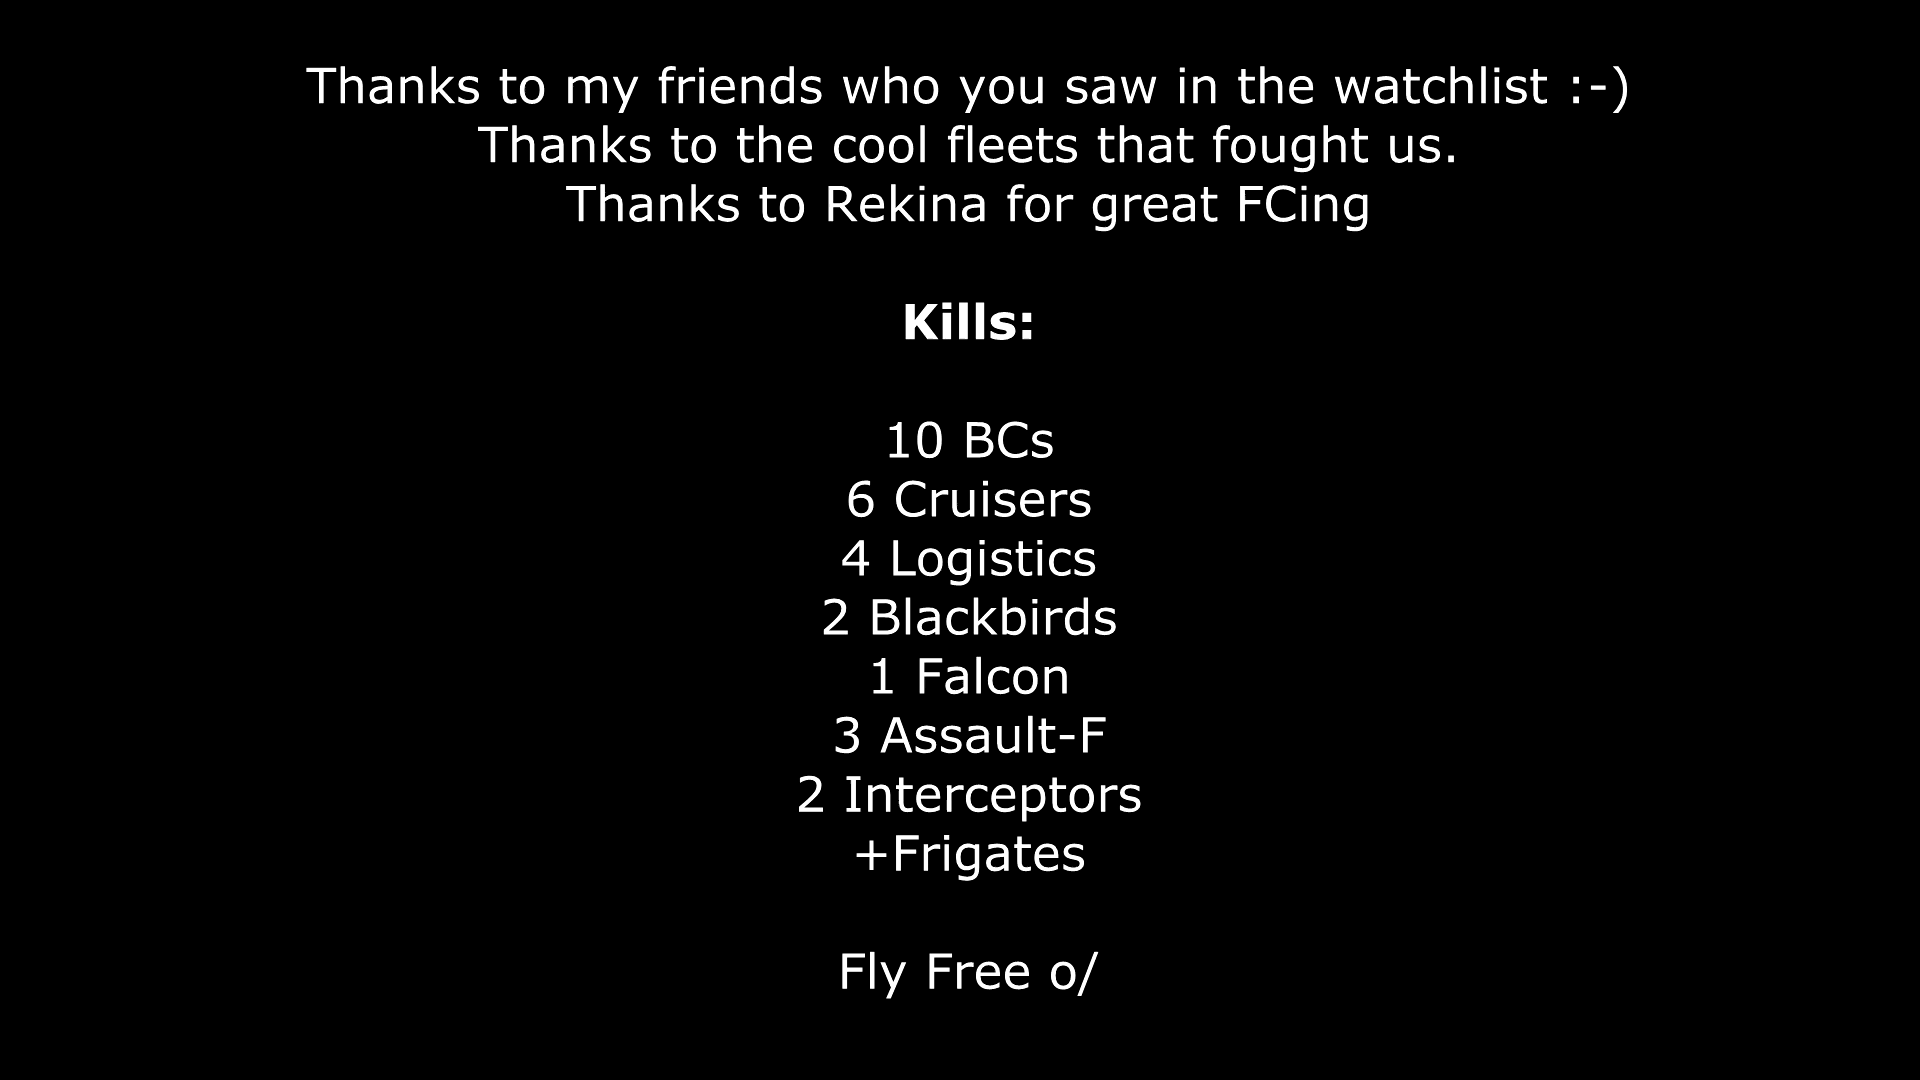 Thanks to my friends who you saw in the watchlist :-)
Thanks to the cool fleets that fought us.
Thanks to Rekina for great FCing
Kills:
10 BCs
6 Cruisers
4 Logistics
2 Blackbirds
1 Falcon
3 Assault-F
2 Interceptors
+Frigates
Fly Free o/